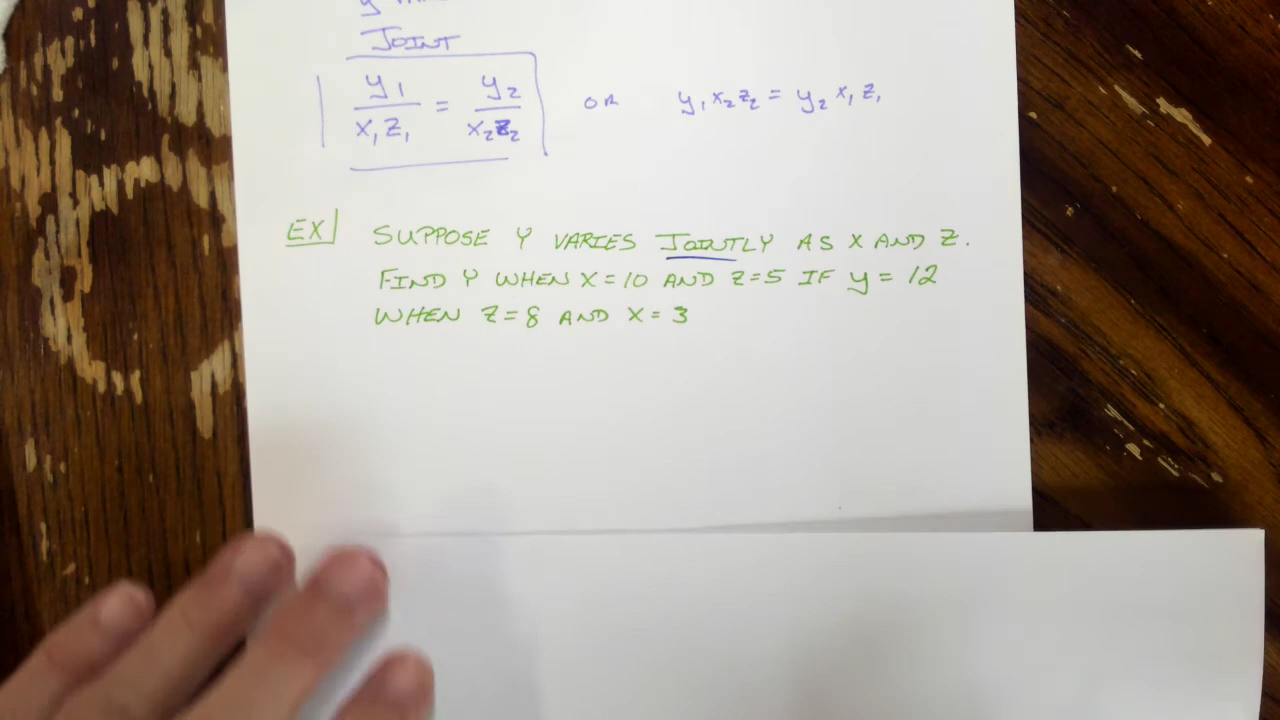 y
JOINT
y₁/x₁z₁ = y₂/x₂z₂ OR y₁x₂z₂ = y₂x₁z₁
EX SUPPOSE Y VARIES JOINTLY AS X AND Z.
FIND Y WHEN X=10 AND Z=5 IF y=12
WHEN Z=8 AND X=3